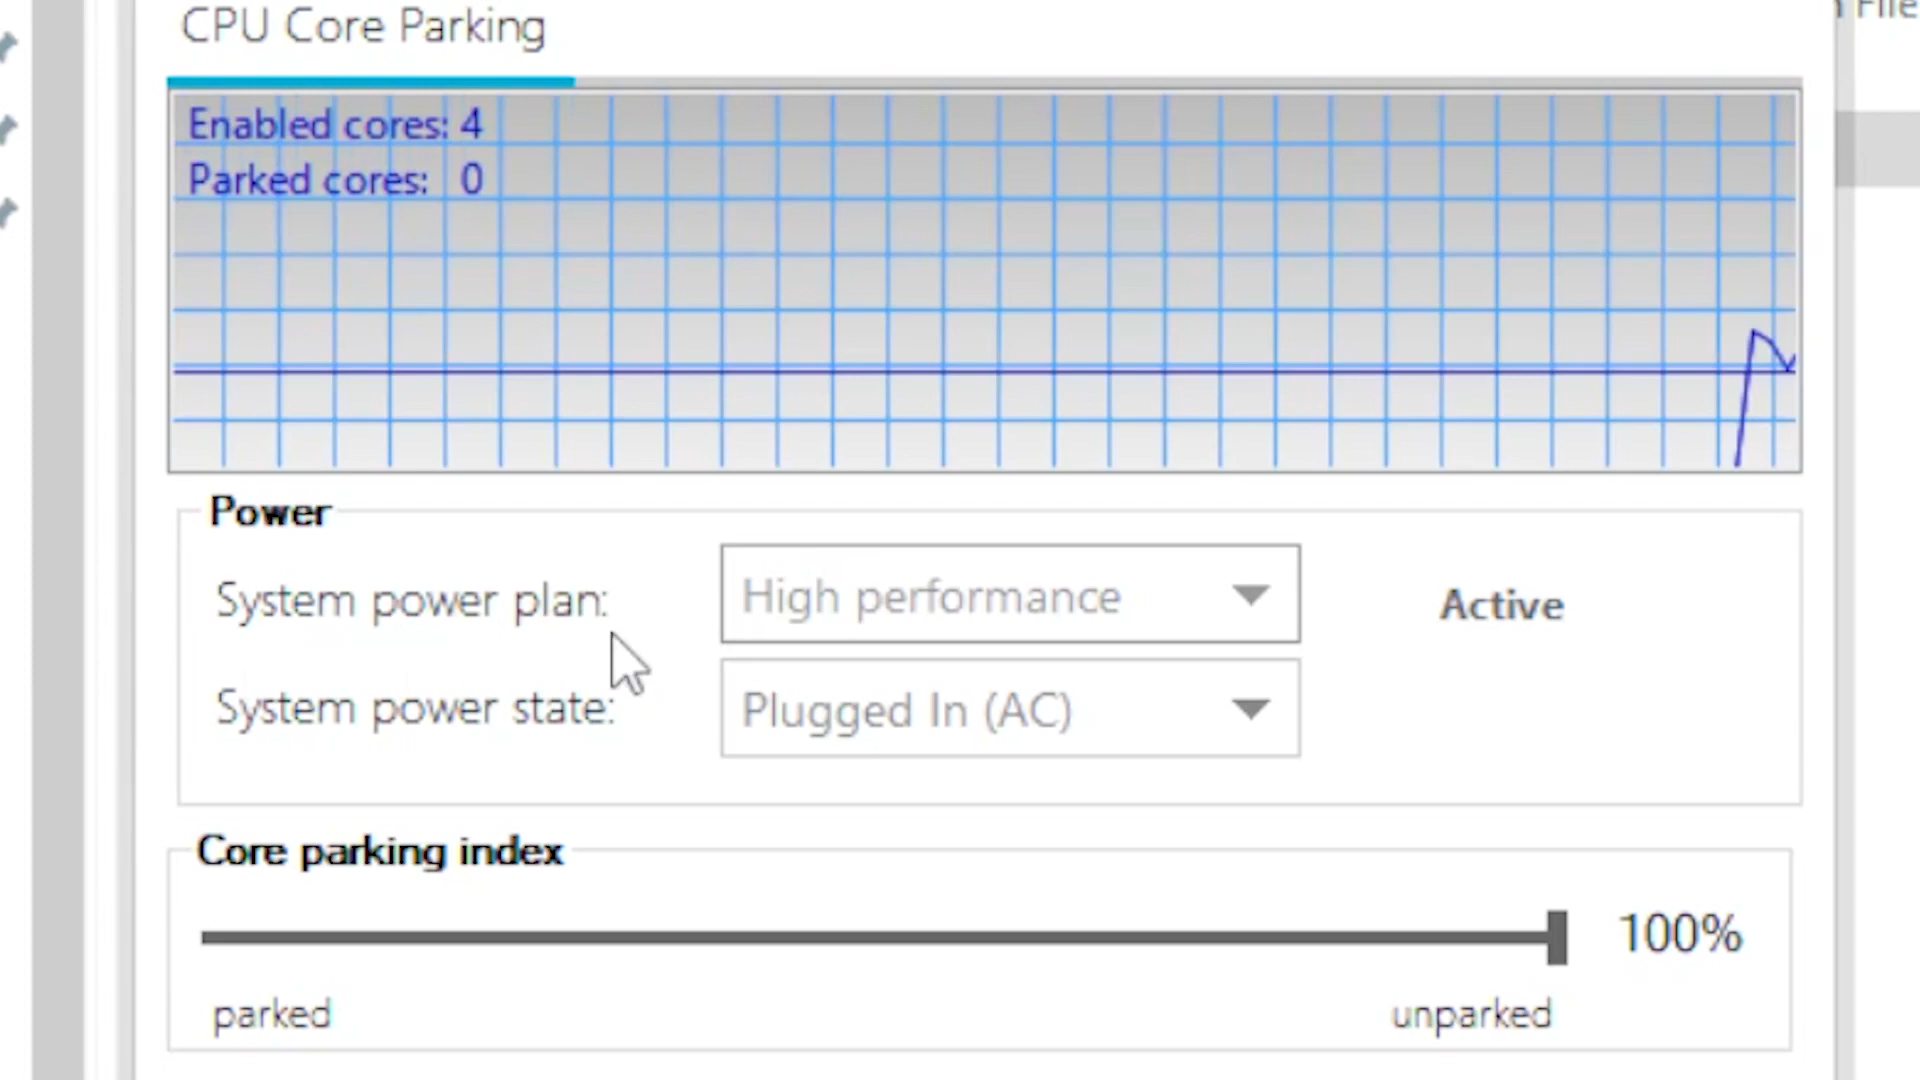 CPU Core Parking
File
Enabled cores: 4
Parked cores: 0
Power
System power plan: High performance Active
System power state: Plugged In (AC)
Core parking index
100%
parked unparked